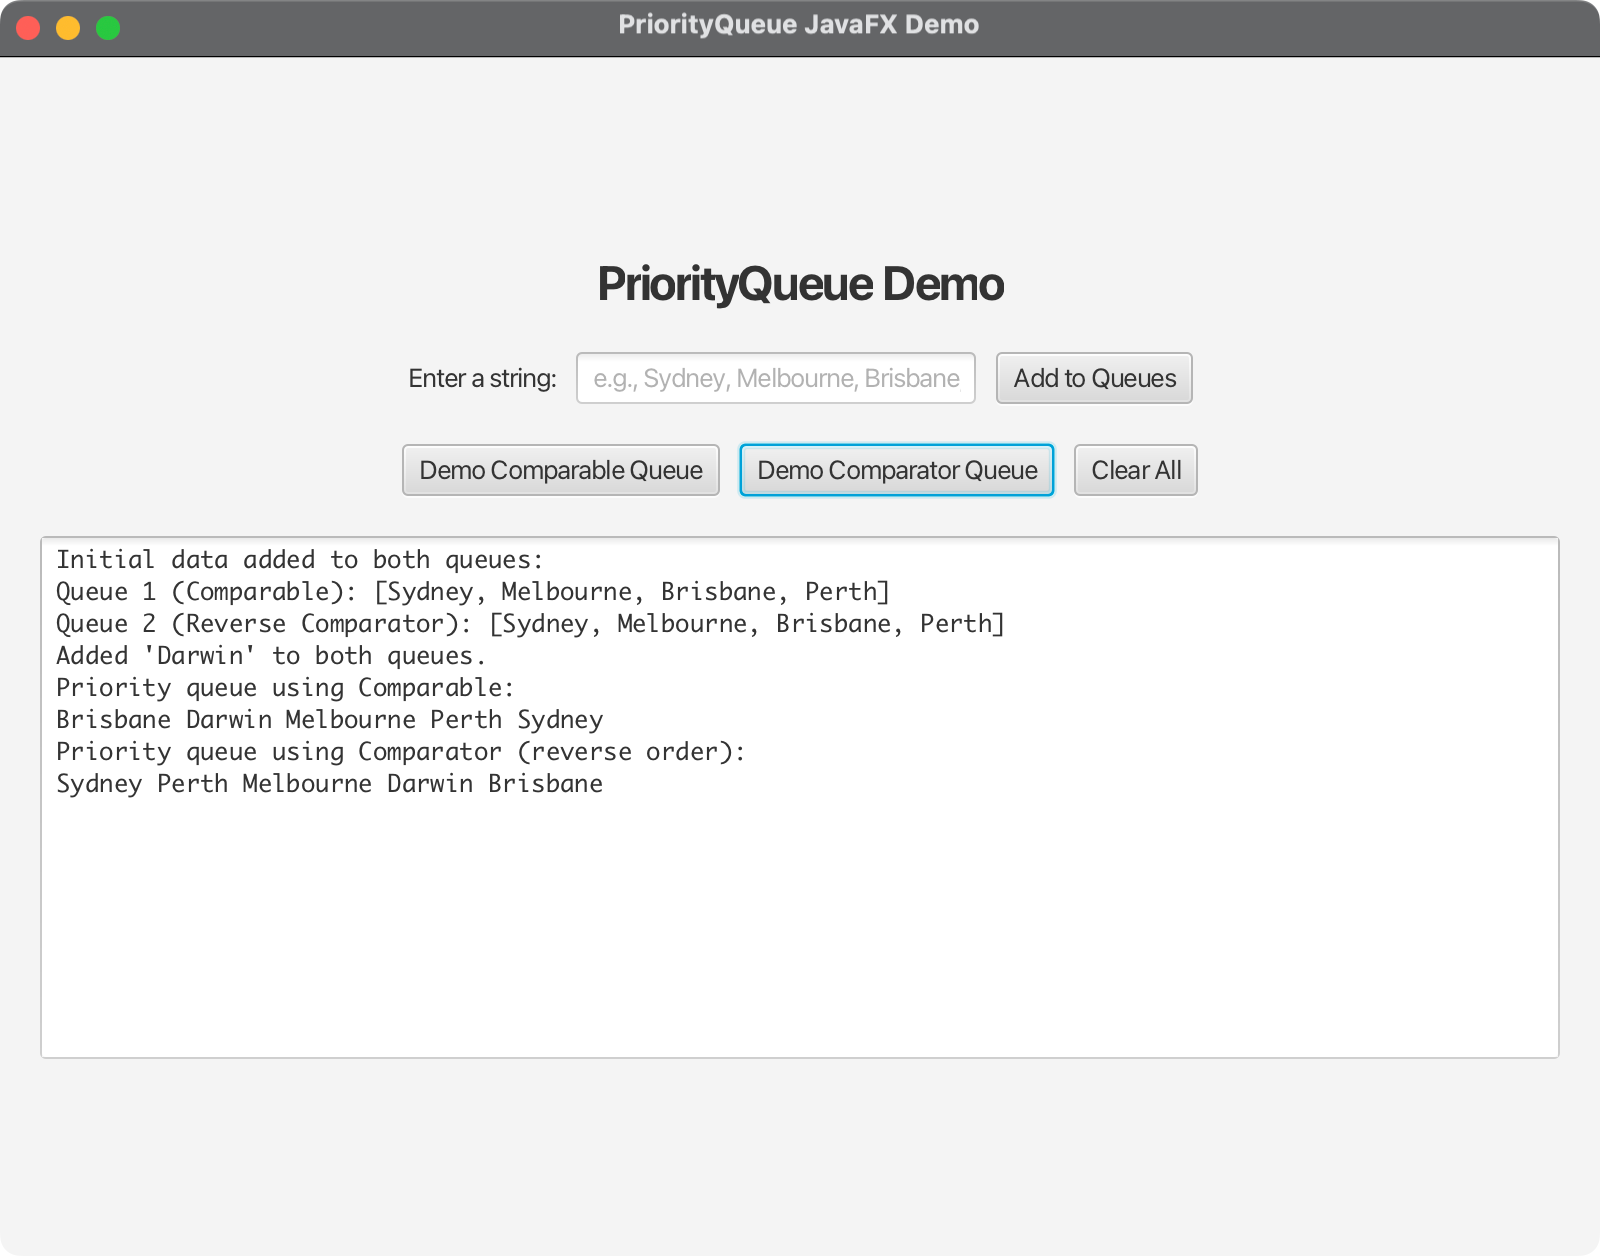 PriorityQueue JavaFX Demo
PriorityQueue Demo
Enter a string: e.g., Sydney, Melbourne, Brisbane Add to Queues
Demo Comparable Queue Demo Comparator Queue Clear All
Initial data added to both queues:
Queue 1 (Comparable): [Sydney, Melbourne, Brisbane, Perth]
Queue 2 (Reverse Comparator): [Sydney, Melbourne, Brisbane, Perth]
Added 'Darwin' to both queues.
Priority queue using Comparable:
Brisbane Darwin Melbourne Perth Sydney
Priority queue using Comparator (reverse order):
Sydney Perth Melbourne Darwin Brisbane